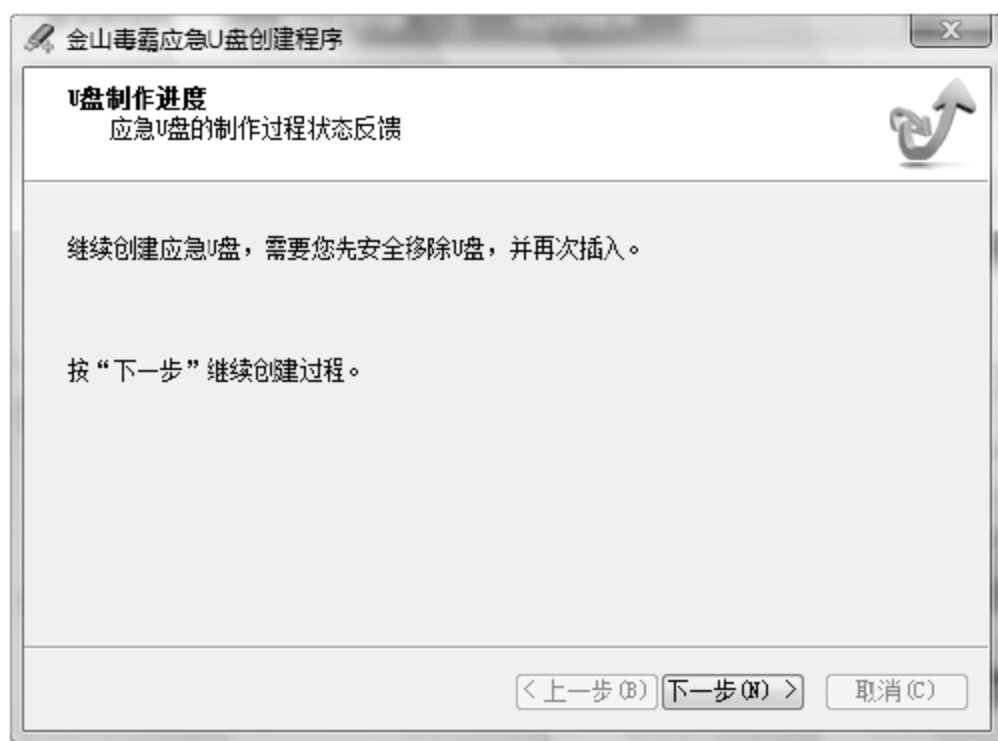 金山毒霸应急U盘创建程序
U盘制作进度
应急U盘的制作过程状态反馈
继续创建应急U盘，需要您先安全移除U盘，并再次插入。
按“下一步”继续创建过程。
<上一步(B) 下一步(N) > 取消(C)